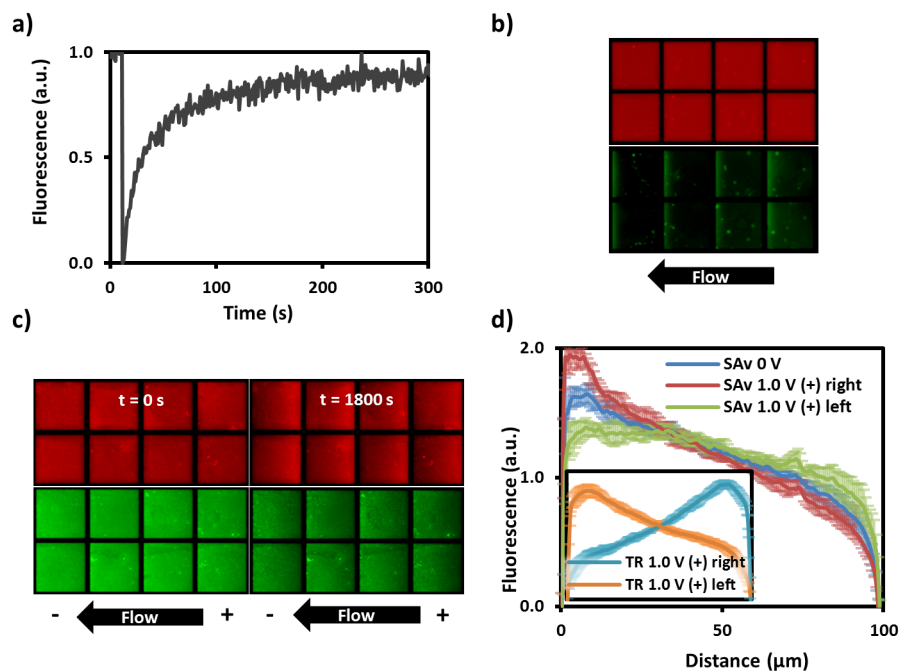 a)
1.0
0.5
0.0
0
100
200
300
Fluorescence (a.u.)
Time (s)
b)
Flow
c)
t = 0 s
t = 1800 s
- Flow +
- Flow +
d)
2.0
1.0
0.0
0
50
100
Fluorescence (a.u.)
Distance (μm)
SAv 0 V
SAv 1.0 V (+) right
SAv 1.0 V (+) left
TR 1.0 V (+) right
TR 1.0 V (+) left